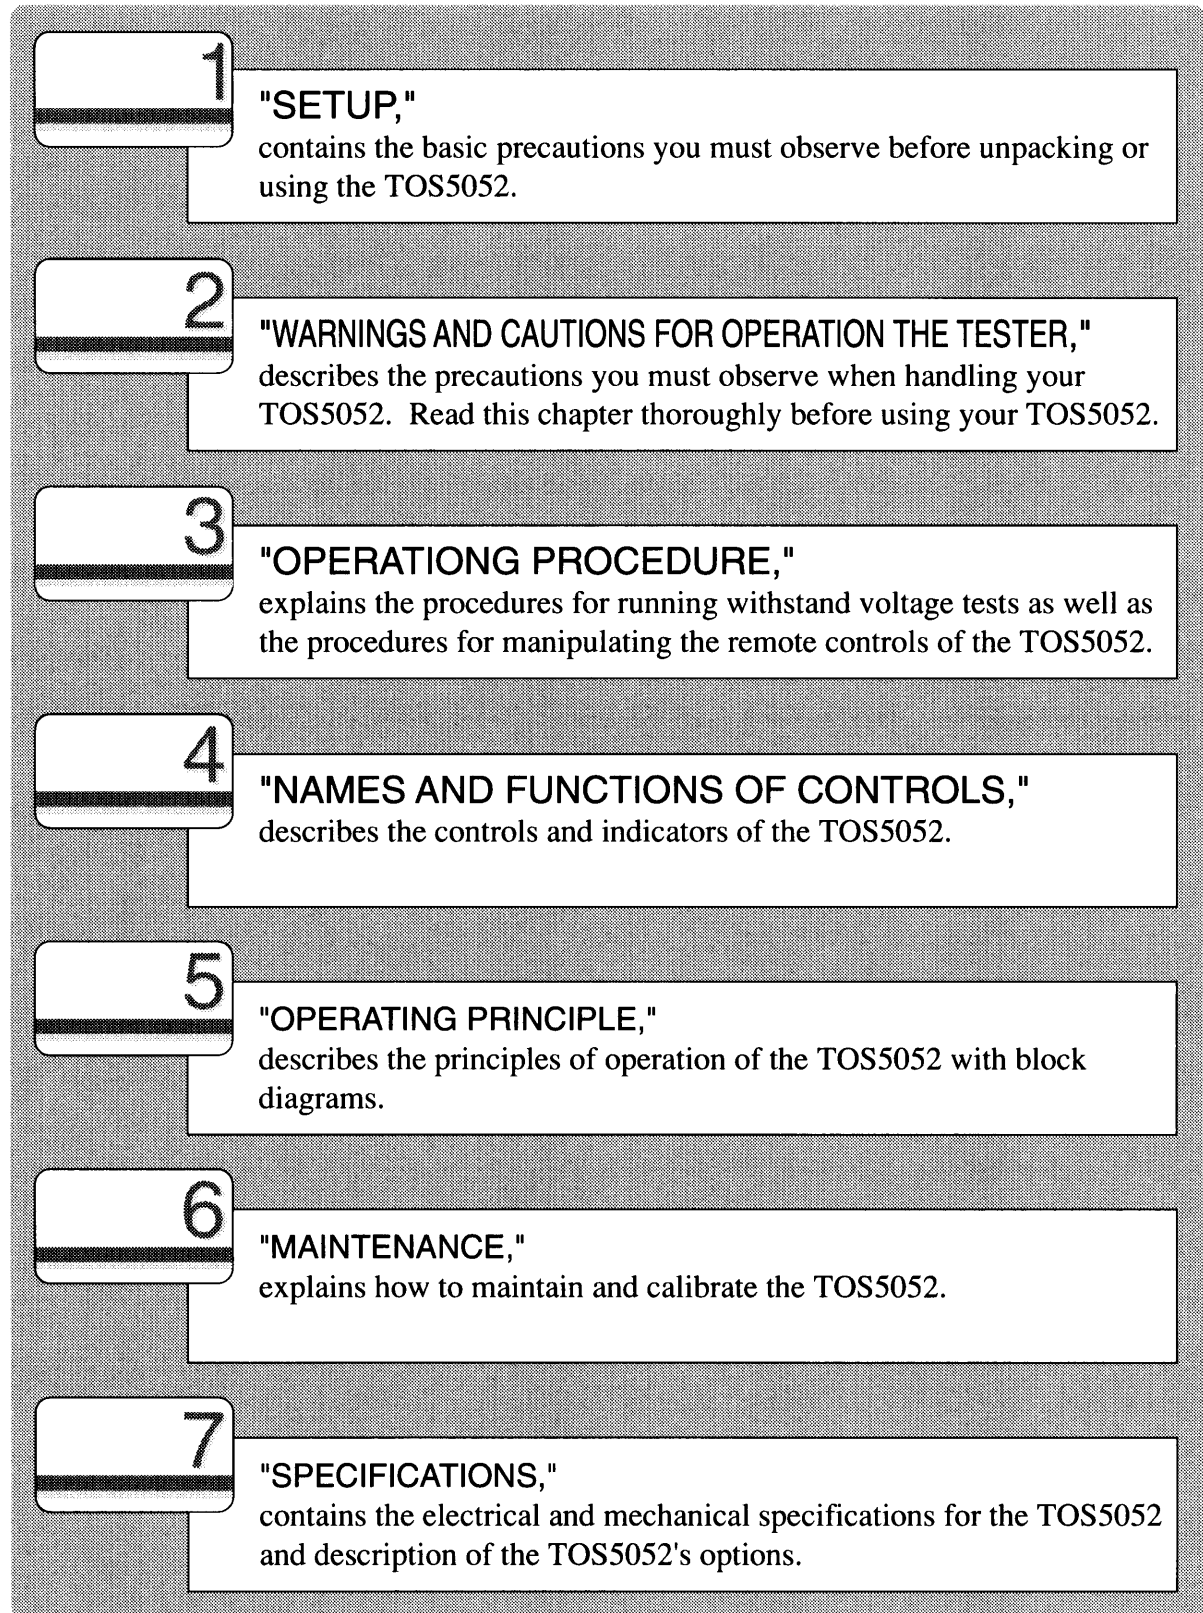 1
"SETUP,"
contains the basic precautions you must observe before unpacking or
using the TOS5052.
2
"WARNINGS AND CAUTIONS FOR OPERATION THE TESTER,"
describes the precautions you must observe when handling your
TOS5052. Read this chapter thoroughly before using your TOS5052.
3
"OPERATIONG PROCEDURE,"
explains the procedures for running withstand voltage tests as well as
the procedures for manipulating the remote controls of the TOS5052.
4
"NAMES AND FUNCTIONS OF CONTROLS,"
describes the controls and indicators of the TOS5052.
5
"OPERATING PRINCIPLE,"
describes the principles of operation of the TOS5052 with block
diagrams.
6
"MAINTENANCE,"
explains how to maintain and calibrate the TOS5052.
7
"SPECIFICATIONS,"
contains the electrical and mechanical specifications for the TOS5052
and description of the TOS5052's options.